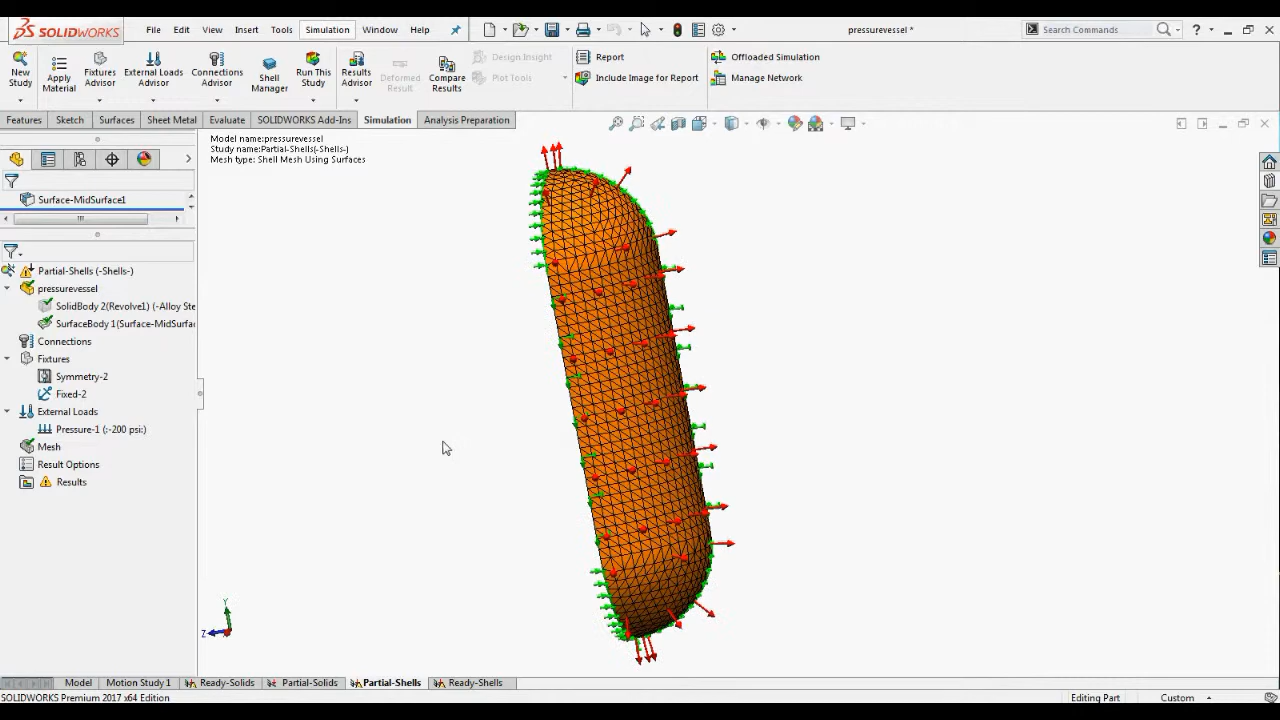 SOLIDWORKS
File Edit View Insert Tools Simulation Window Help
pressurevessel *
Search Commands
New Study
Apply Material
Fixtures Advisor
External Loads Advisor
Connections Advisor
Shell Manager
Run This Study
Results Advisor
Deformed Result
Compare Results
Design Insight
Plot Tools
Report
Include Image for Report
Offloaded Simulation
Manage Network
Features Sketch Surfaces Sheet Metal Evaluate SOLIDWORKS Add-Ins Simulation Analysis Preparation
Model name:pressurevessel
Study name:Partial-Shells(-Shells-)
Mesh type: Shell Mesh Using Surfaces
Surface-MidSurface1
Partial-Shells (-Shells-)
pressurevessel
SolidBody 2(Revolve1) (-Alloy Ste
SurfaceBody 1(Surface-MidSurfac
Connections
Fixtures
Symmetry-2
Fixed-2
External Loads
Pressure-1 (:-200 psi:)
Mesh
Result Options
Results
Y
Z
Model Motion Study 1 Ready-Solids Partial-Solids Partial-Shells Ready-Shells
SOLIDWORKS Premium 2017 x64 Edition
Editing Part
Custom